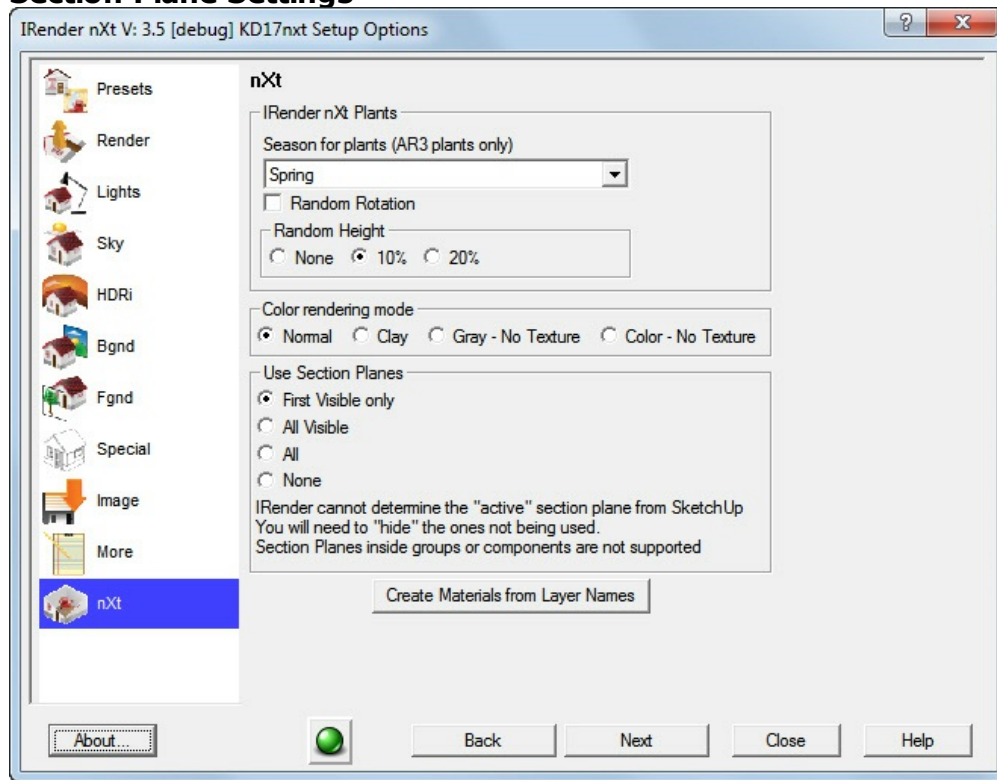 Section Plane Settings
IRender nXt V: 3.5 [debug] KD17nxt Setup Options
?
X
Presets
Render
Lights
Sky
HDRi
Bgnd
Fgnd
Special
Image
More
nXt
nXt
IRender nXt Plants
Season for plants (AR3 plants only)
Spring
Random Rotation
Random Height
None 10% 20%
Color rendering mode
Normal Clay Gray - No Texture Color - No Texture
Use Section Planes
First Visible only
All Visible
All
None
IRender cannot determine the "active" section plane from SketchUp
You will need to "hide" the ones not being used.
Section Planes inside groups or components are not supported
Create Materials from Layer Names
About... Back Next Close Help